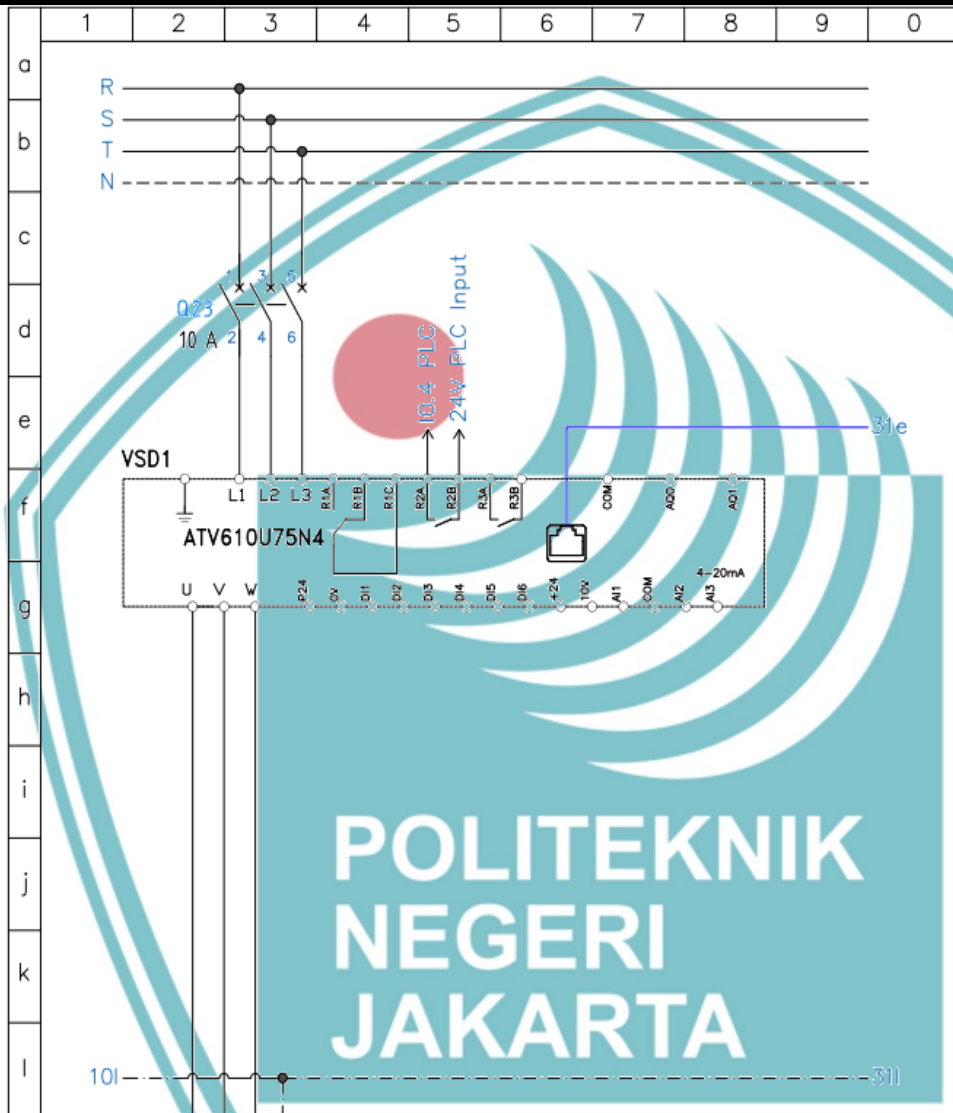 1 2 3 4 5 6 7 8 9 0
a
R
S
b
T
N
c
1 3 5
24V PLC Input
d
Q23
10 A
2 4 6
I0.4 PLC
e
31e
VSD1
f
L1 L2 L3 R1A R1B R1C R2A R2B R3A R3B COM AQ0 AQ1
ATV610U75N4
4-20mA
g
U V W P24 0V DI1 DI2 DI3 DI4 DI5 DI6 +24 10V AI1 COM AI2 AI3
h
i
POLITEKNIK
j
NEGERI
k
JAKARTA
l
10l 31l